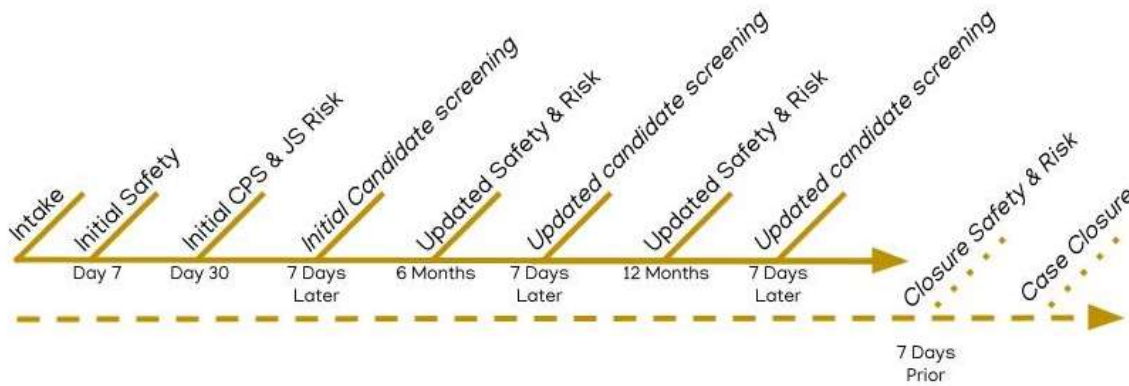 Intake
Initial Safety
Initial CPS & JS Risk
Initial Candidate screening
Updated Safety & Risk
Updated candidate screening
Updated Safety & Risk
Updated candidate screening
Closure Safety & Risk
Case Closure
Day 7
Day 30
7 Days
Later
6 Months
7 Days
Later
12 Months
7 Days
Later
7 Days
Prior